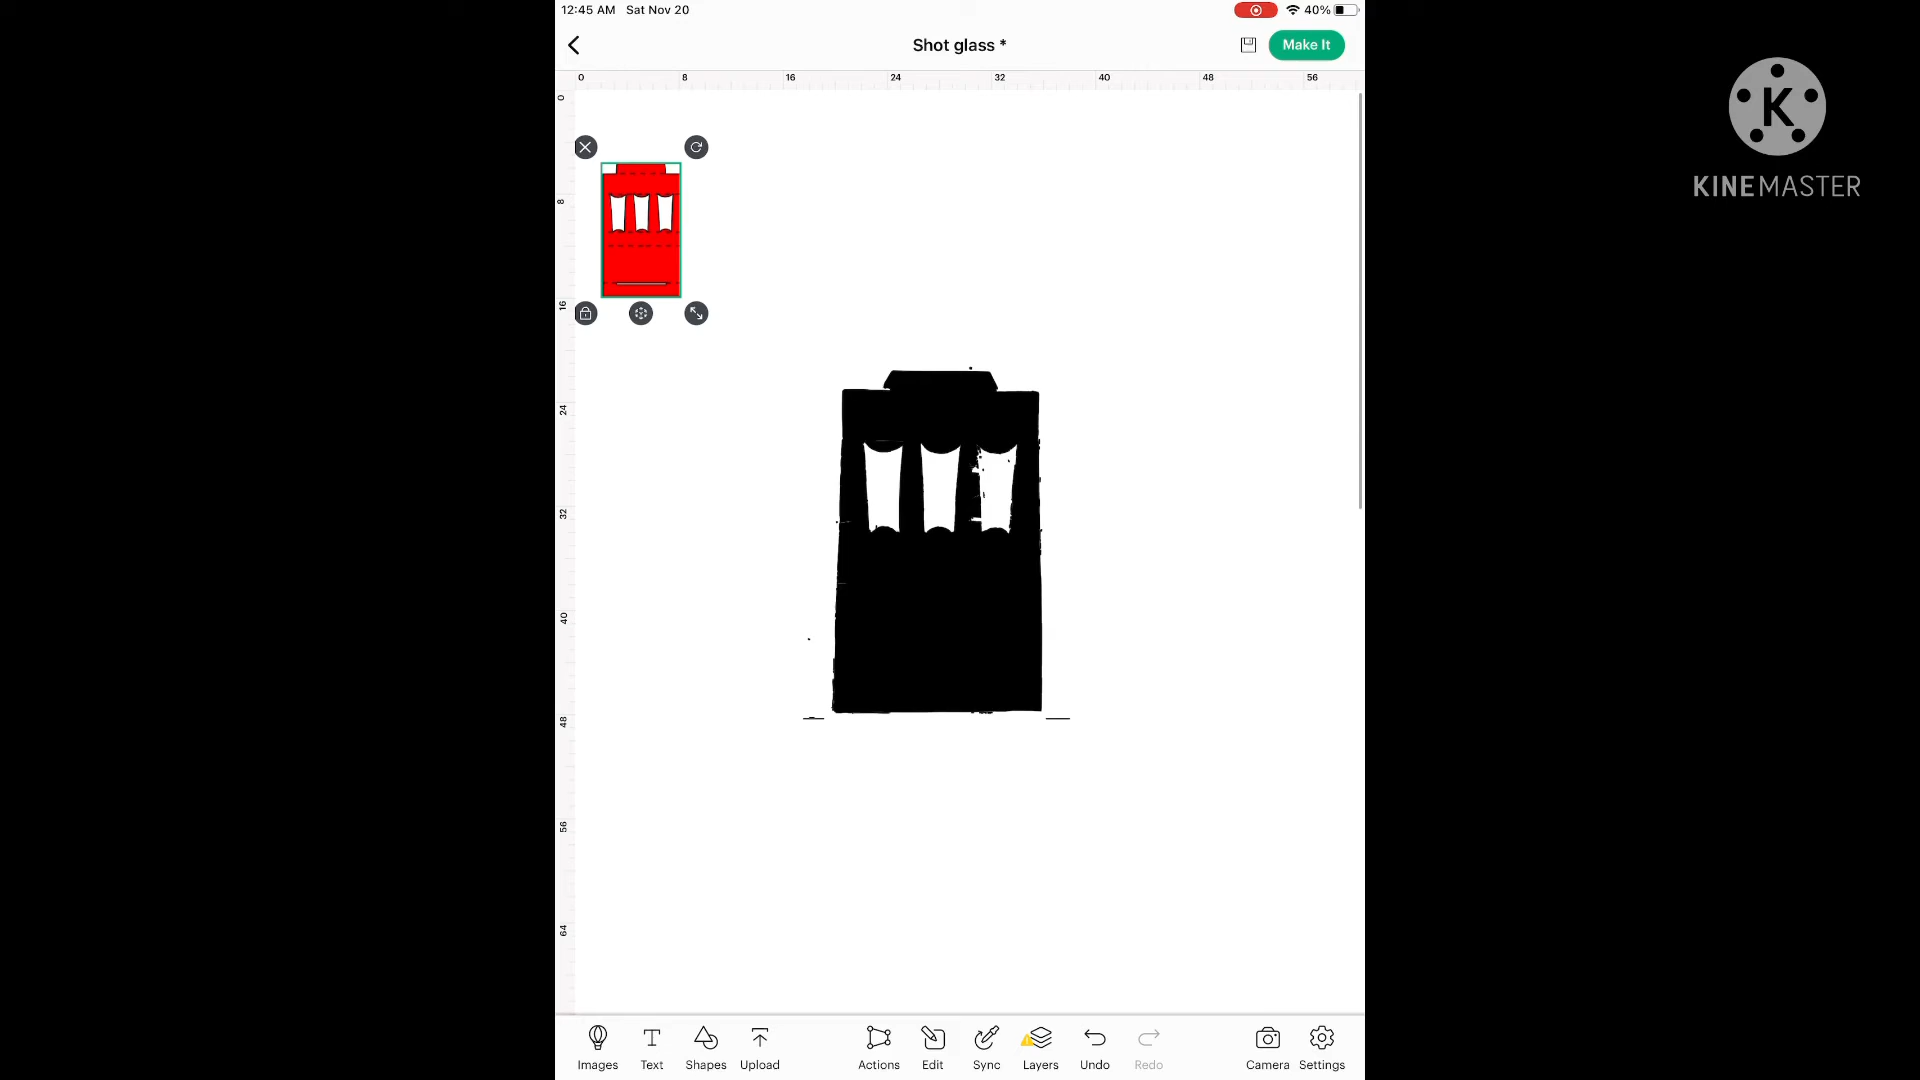 12:45 AM Sat Nov 20 40%
Shot glass * Make It
0 8 16 24 32 40 48 56
0
8
16
24
32
40
48
56
64
K
KINEMASTER
Images Text Shapes Upload Actions Edit Sync Layers Undo Redo Camera Settings